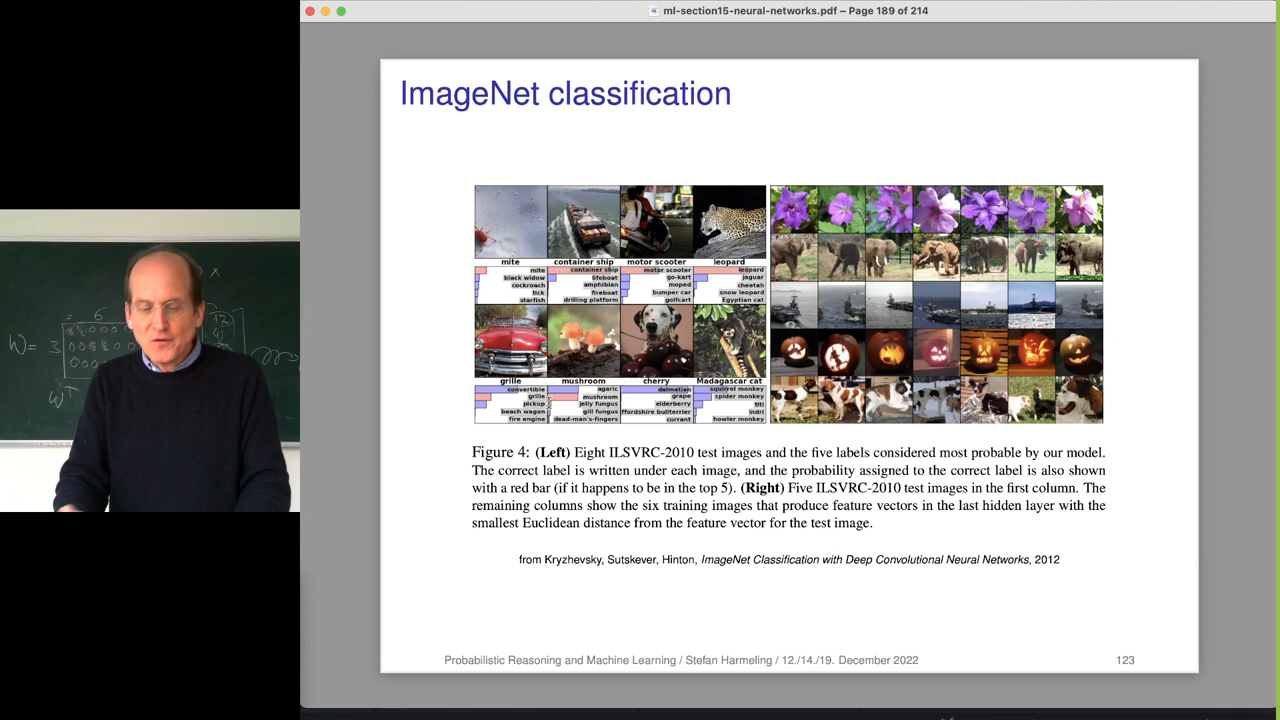 ml-section15-neural-networks.pdf – Page 189 of 214
ImageNet classification
mite container ship motor scooter leopard
mite container ship motor scooter leopard
black widow lifeboat go-kart jaguar
cockroach amphibian moped cheetah
tick fireboat bumper car snow leopard
starfish drilling platform golfcart Egyptian cat
grille mushroom cherry Madagascar cat
convertible agaric dalmatian squirrel monkey
grille mushroom grape spider monkey
pickup jelly fungus elderberry titi
beach wagon gill fungus ffordshire bullterrier indri
fire engine dead-man's-fingers currant howler monkey
Figure 4: (Left) Eight ILSVRC-2010 test images and the five labels considered most probable by our model.
The correct label is written under each image, and the probability assigned to the correct label is also shown
with a red bar (if it happens to be in the top 5). (Right) Five ILSVRC-2010 test images in the first column. The
remaining columns show the six training images that produce feature vectors in the last hidden layer with the
smallest Euclidean distance from the feature vector for the test image.
from Kryzhevsky, Sutskever, Hinton, ImageNet Classification with Deep Convolutional Neural Networks, 2012
Probabilistic Reasoning and Machine Learning / Stefan Harmeling / 12./14./19. December 2022 123
x
6
W = 3